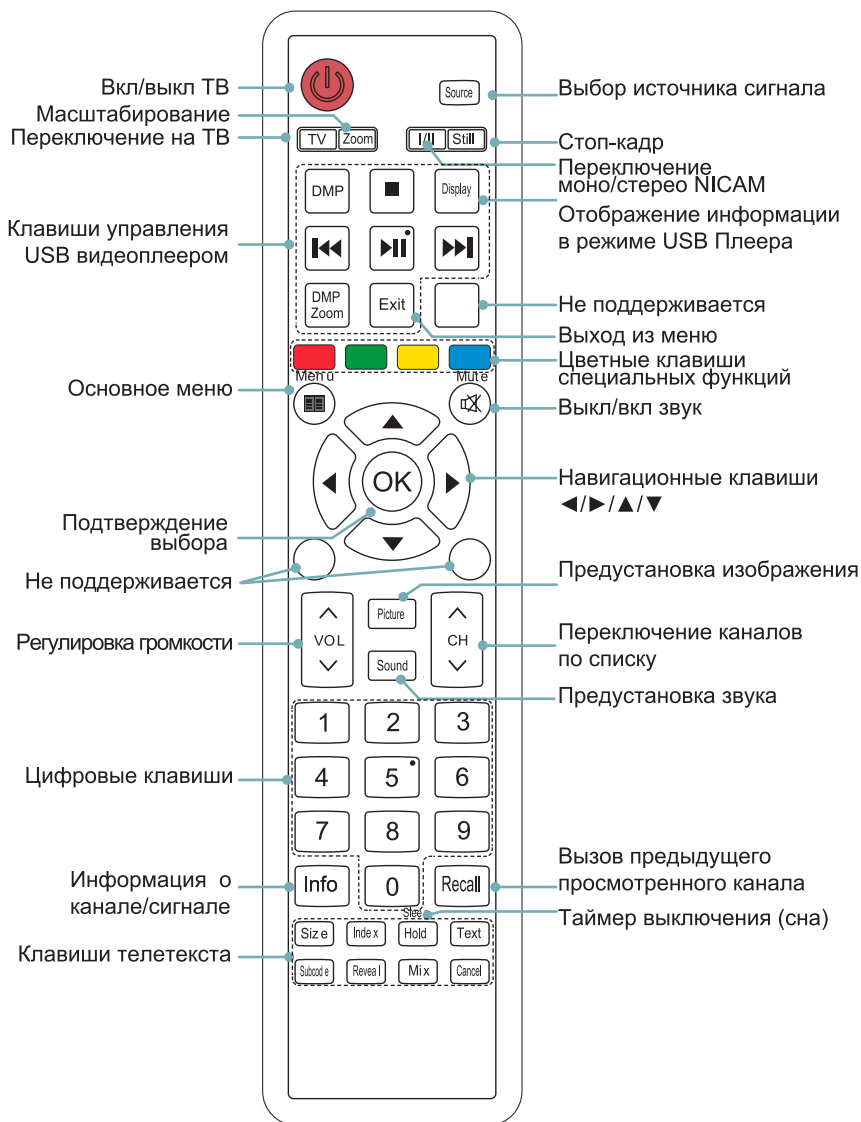 Вкл/выкл ТВ
Масштабирование
Переключение на ТВ
Клавиши управления
USB видеоплеером
Основное меню
Подтверждение
выбора
Не поддерживается
Регулировка громкости
Цифровые клавиши
Информация о
канале/сигнале
Клавиши телетекста
Source
TV Zoom I/II Still
DMP Display
DMP
Zoom
Exit
Menu Mute
OK
VOL Picture CH
Sound
1 2 3
4 5 6
7 8 9
Info 0 Recall
Slee
Size Index Hold Text
Subcode Reveal Mix Cancel
Выбор источника сигнала
Стоп-кадр
Переключение
моно/стерео NICAM
Отображение информации
в режиме USB Плеера
Не поддерживается
Выход из меню
Цветные клавиши
специальных функций
Выкл/вкл звук
Навигационные клавиши
◄/►/▲/▼
Предустановка изображения
Переключение каналов
по списку
Предустановка звука
Вызов предыдущего
просмотренного канала
Таймер выключения (сна)